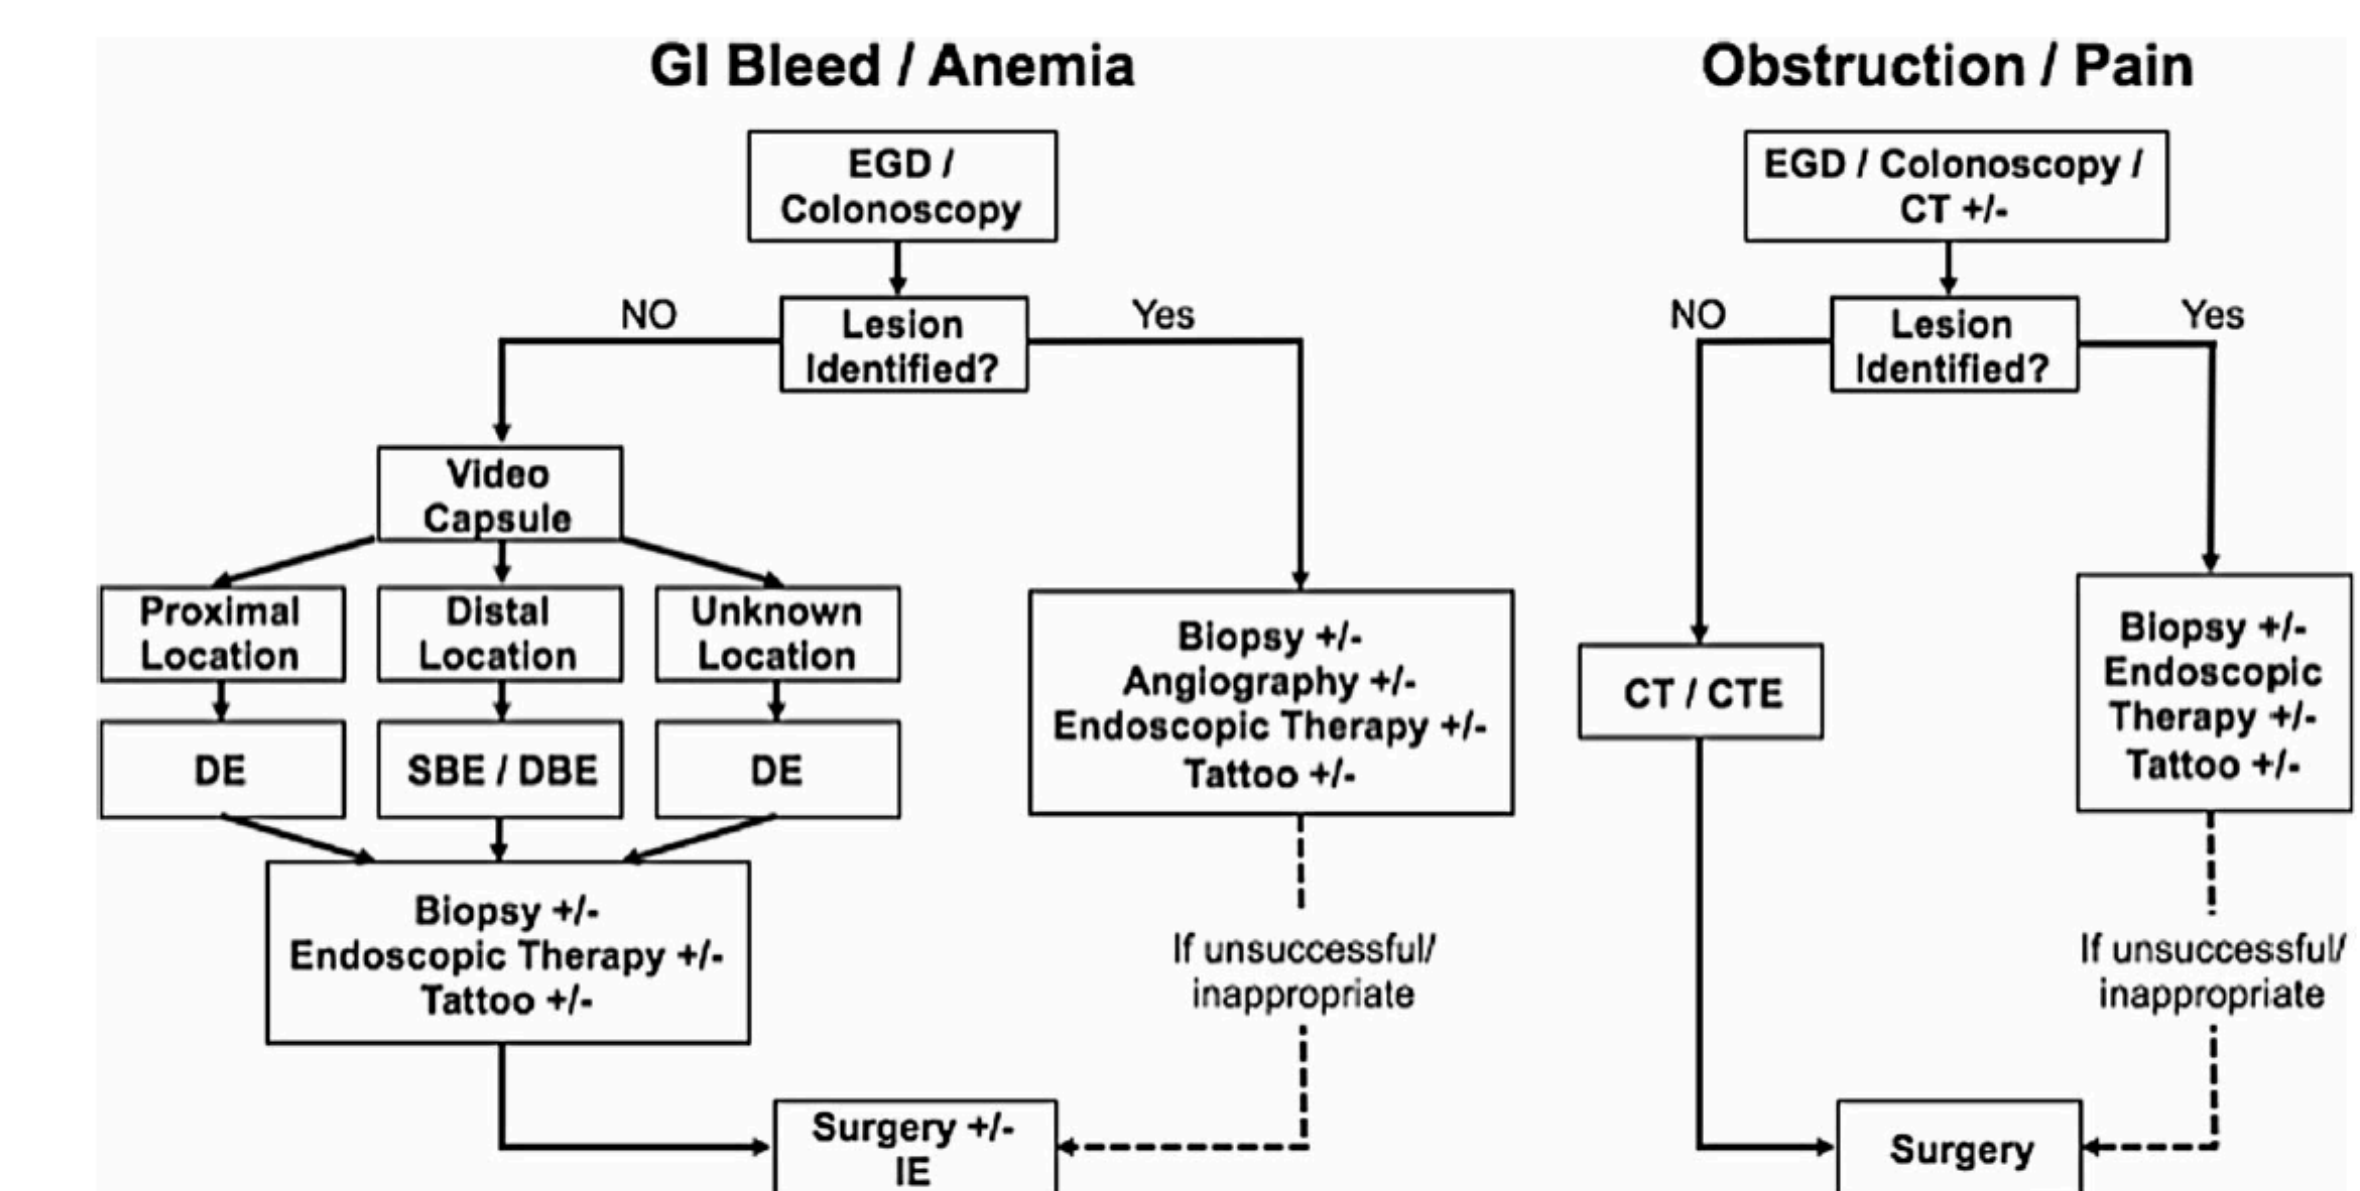 GI Bleed / Anemia
EGD /
Colonoscopy
Lesion
Identified?
NO
Yes
Video
Capsule
Proximal
Location
Distal
Location
Unknown
Location
DE
SBE / DBE
DE
Biopsy +/-
Endoscopic Therapy +/-
Tattoo +/-
Biopsy +/-
Angiography +/-
Endoscopic Therapy +/-
Tattoo +/-
If unsuccessful/
inappropriate
Surgery +/-
IE
Obstruction / Pain
EGD / Colonoscopy /
CT +/-
Lesion
Identified?
NO
Yes
CT / CTE
Biopsy +/-
Endoscopic
Therapy +/-
Tattoo +/-
If unsuccessful/
inappropriate
Surgery